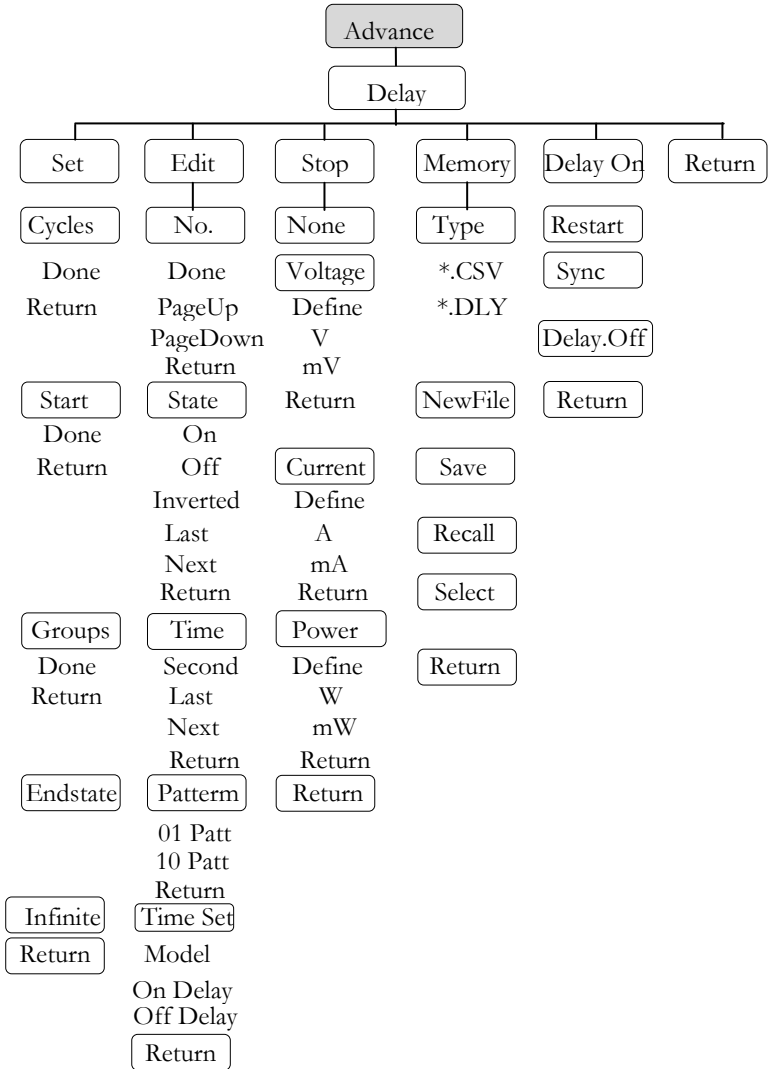 Advance
Delay
Set Edit Stop Memory Delay On Return
Cycles No. None Type Restart
Done Done Voltage *.CSV Sync
Return PageUp Define *.DLY
PageDown V Delay.Off
Return mV
Start State Return NewFile Return
Done On
Return Off Current Save
Inverted Define
Last A Recall
Next mA
Return Return Select
Groups Time Power
Done Second Define Return
Return Last W
Next mW
Return Return
Endstate Patterm Return
01 Patt
10 Patt
Return
Infinite Time Set
Return Model
On Delay
Off Delay
Return